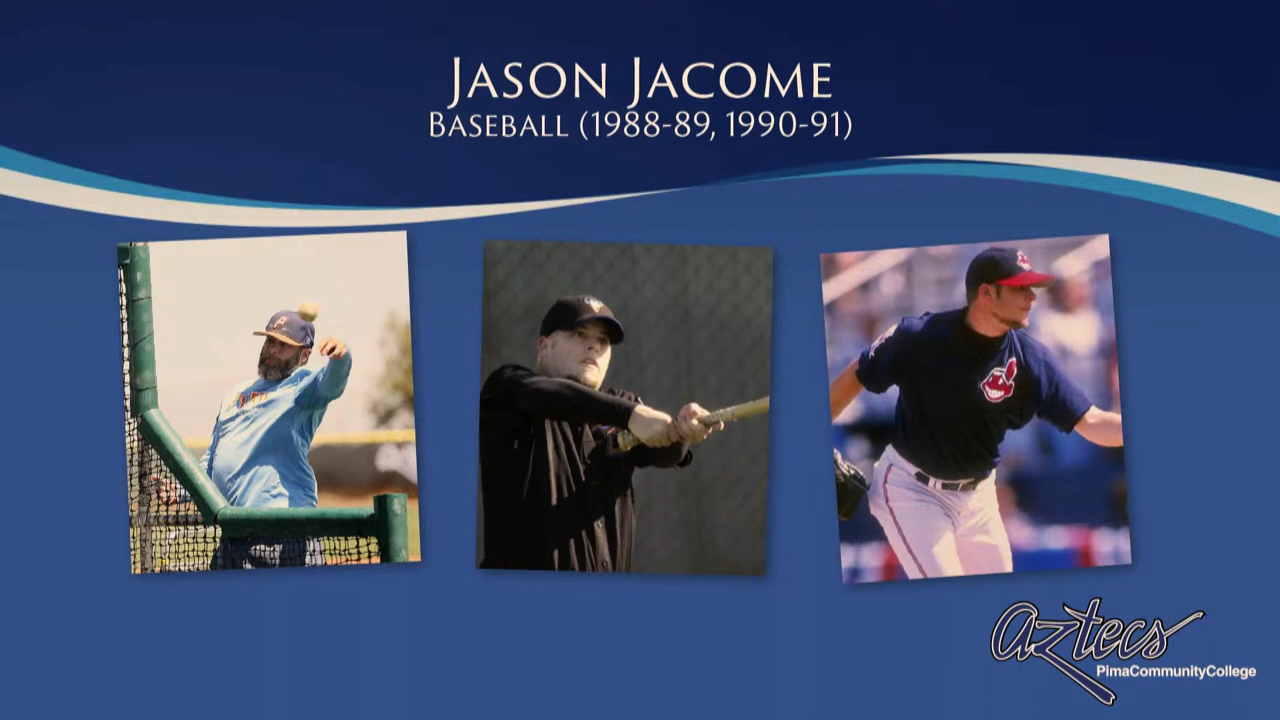 Jason Jacome
Baseball (1988-89, 1990-91)
aztecs
PimaCommunityCollege